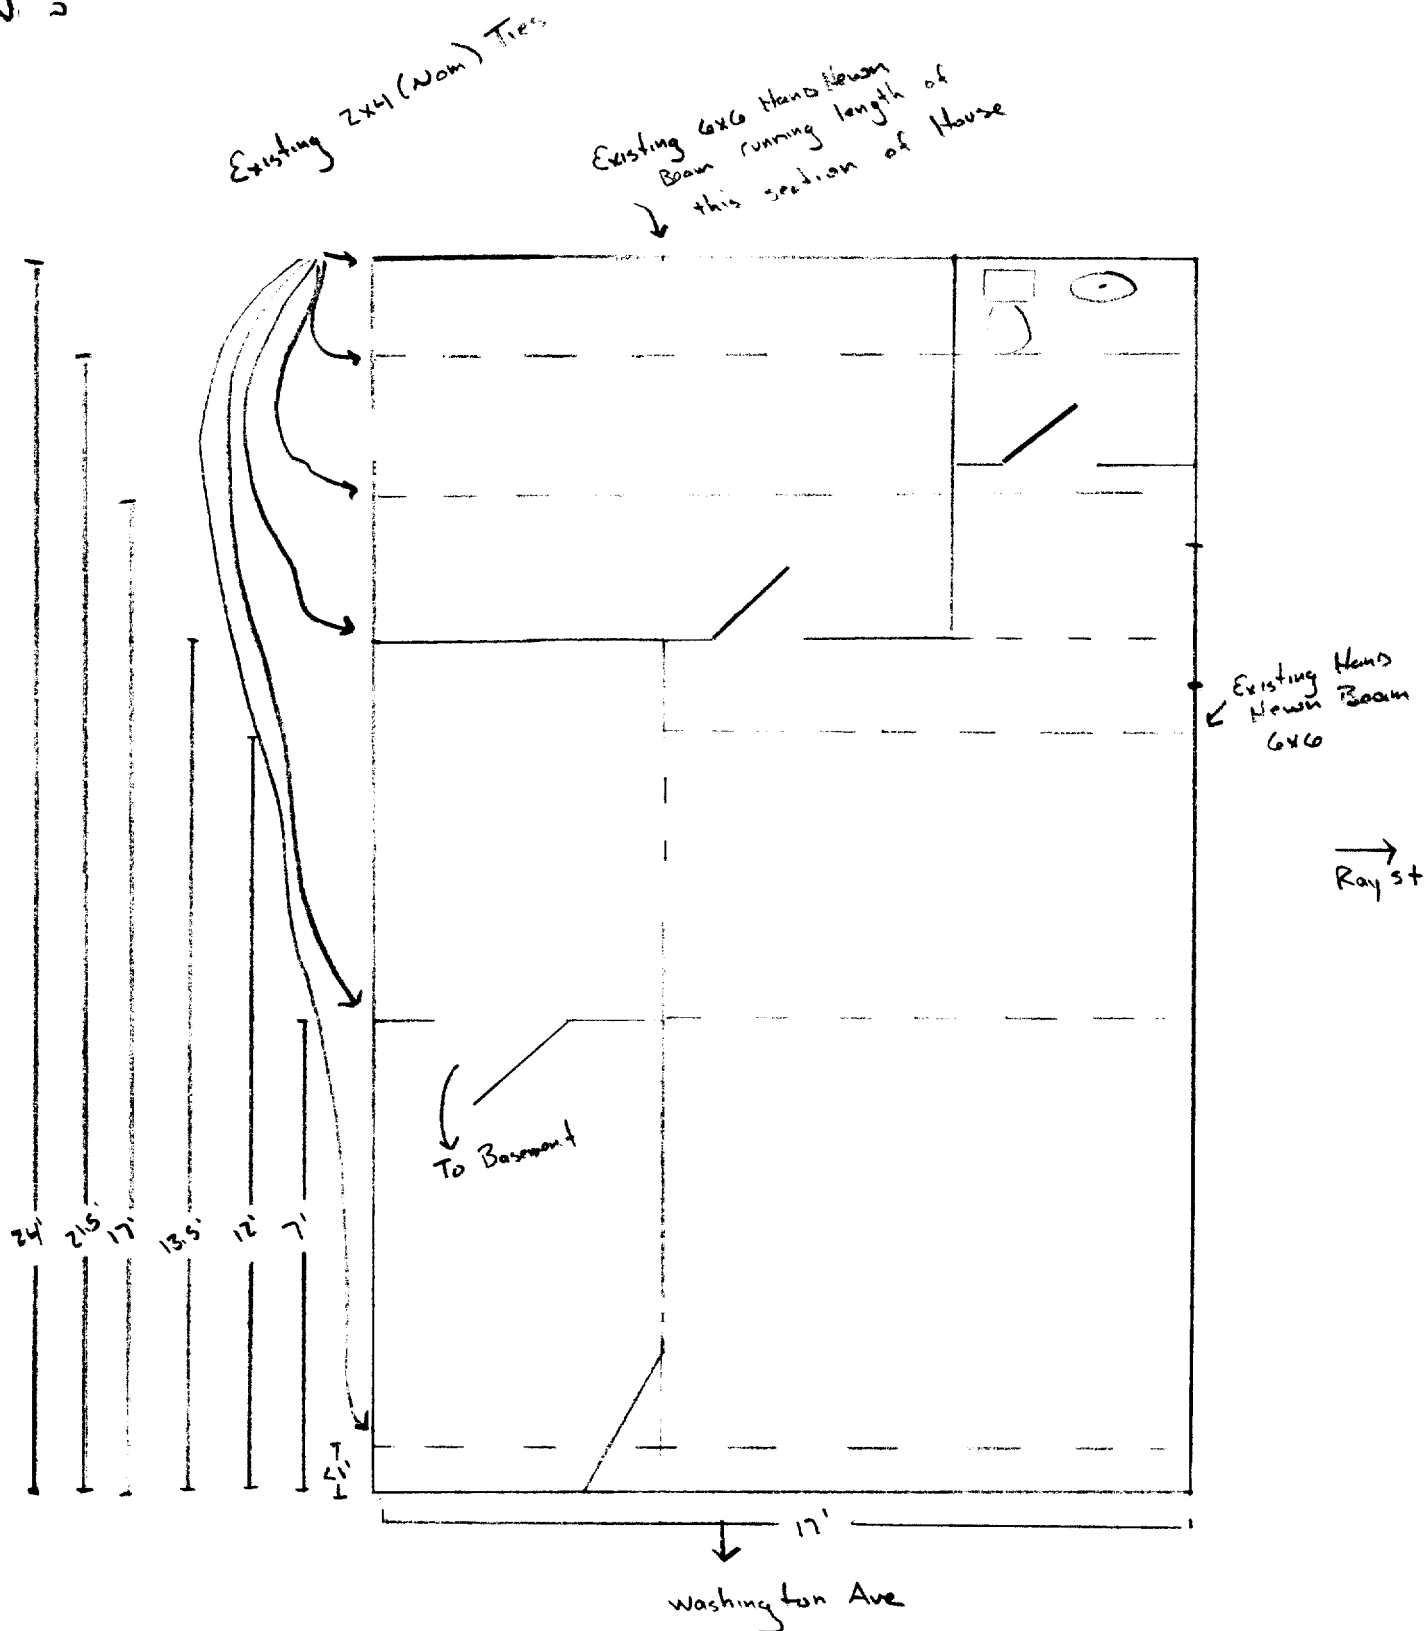 Existing 2x4 (Nom) Ties
Existing 6x6 Hand Hewn
Beam running length of
this section of House
Existing Hand
Hewn Beam
6x6
Ray St
To Basement
24'
21.5'
17'
13.5'
12'
7'
<1'
17'
Washington Ave